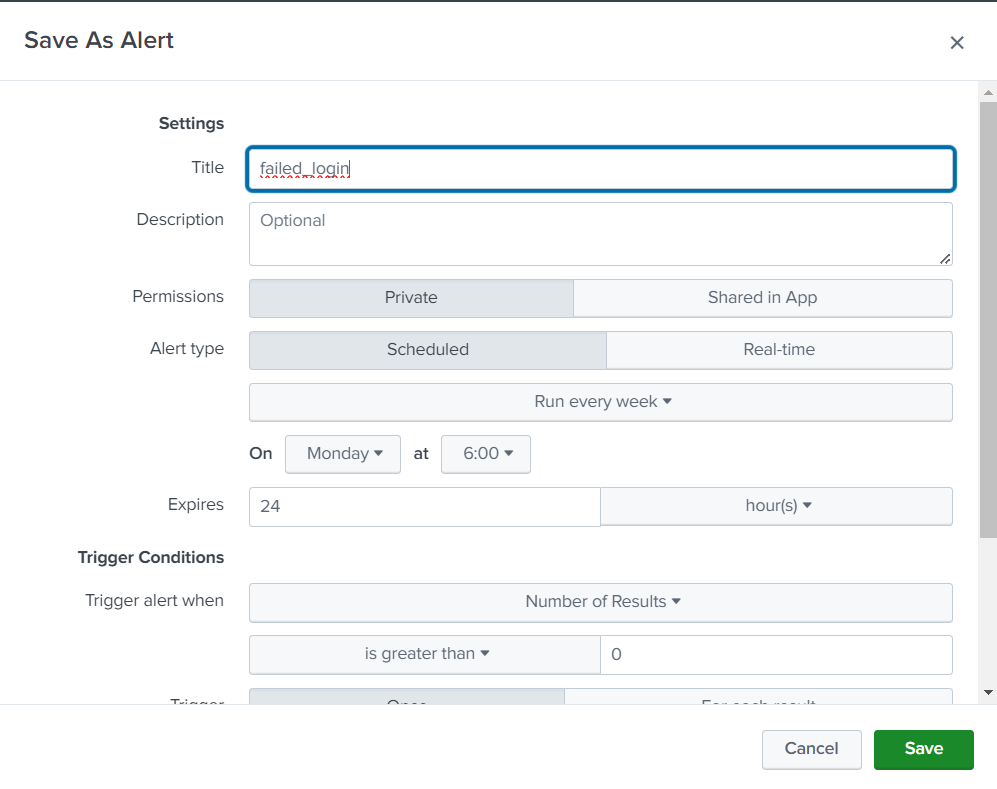 Save As Alert
Settings
Title failed_login
Description Optional
Permissions Private Shared in App
Alert type Scheduled Real-time
Run every week
On Monday at 6:00
Expires 24 hour(s)
Trigger Conditions
Trigger alert when Number of Results
is greater than 0
Trigger Once For each result
Cancel Save